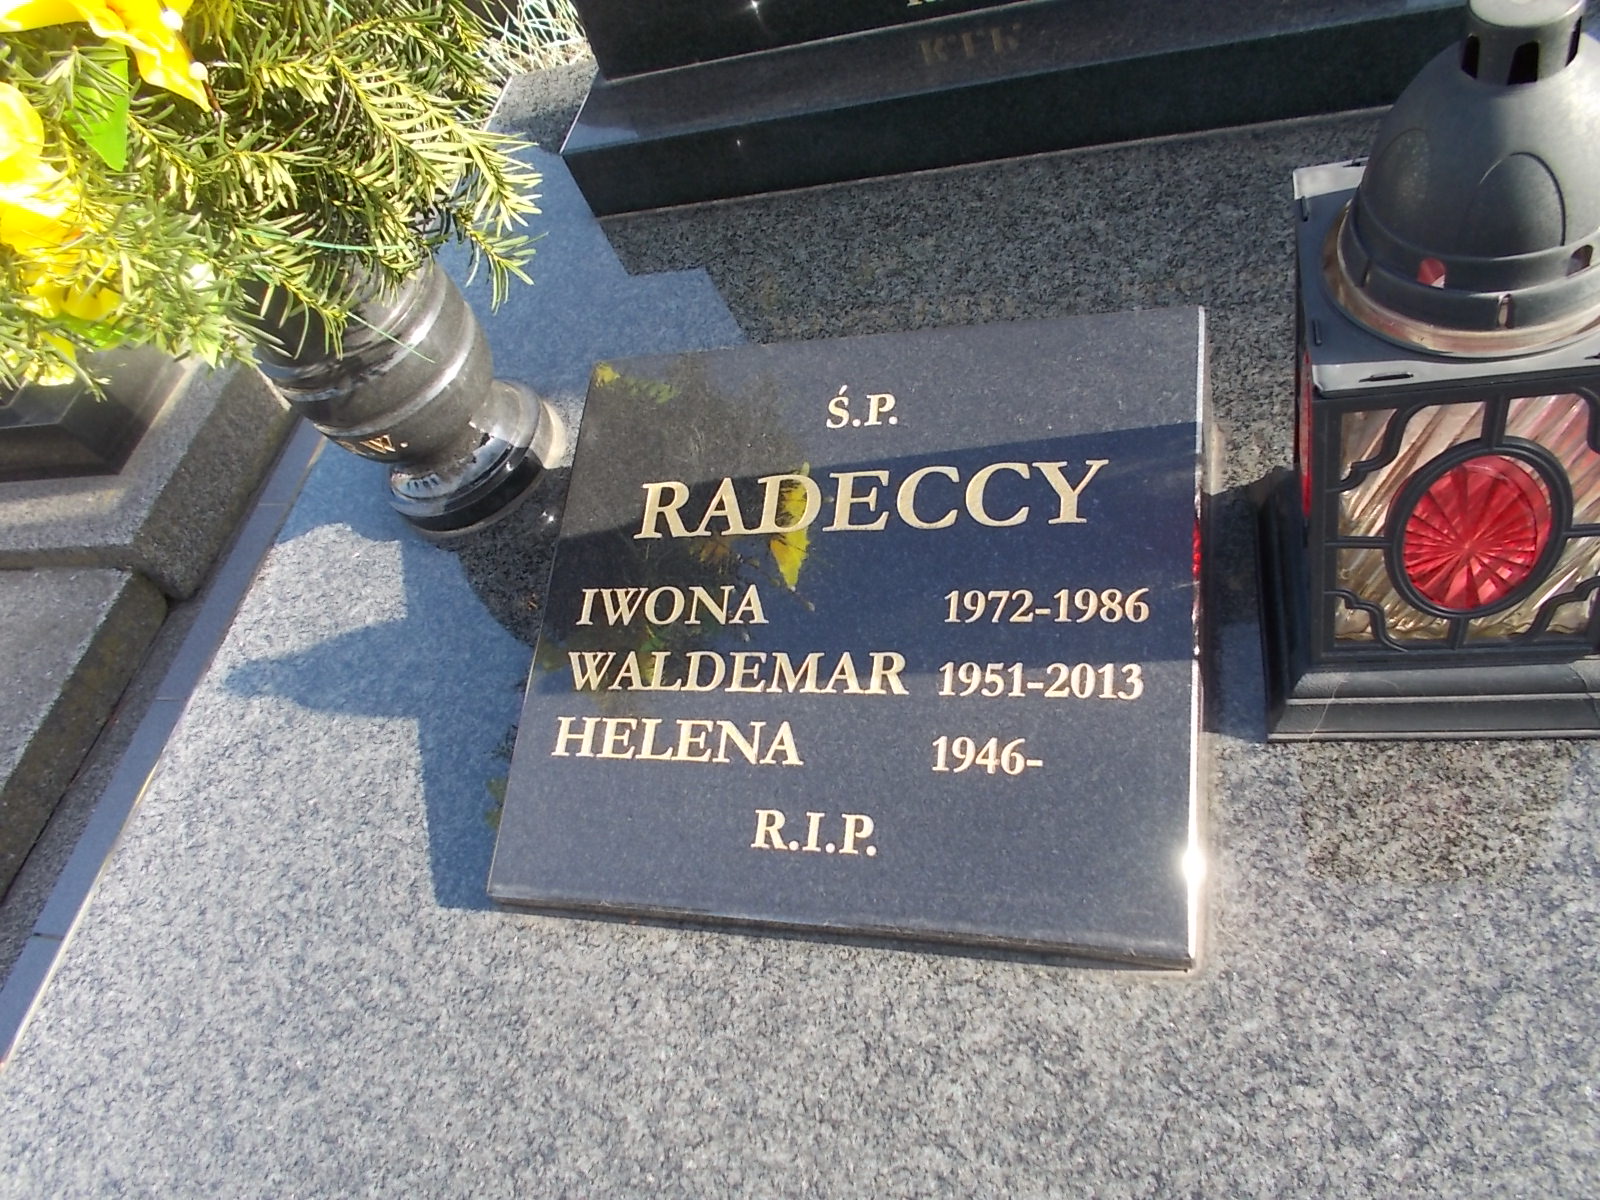 Ś.P.
RADECCY
IWONA 1972-1986
WALDEMAR 1951-2013
HELENA 1946-
R.I.P.
W.